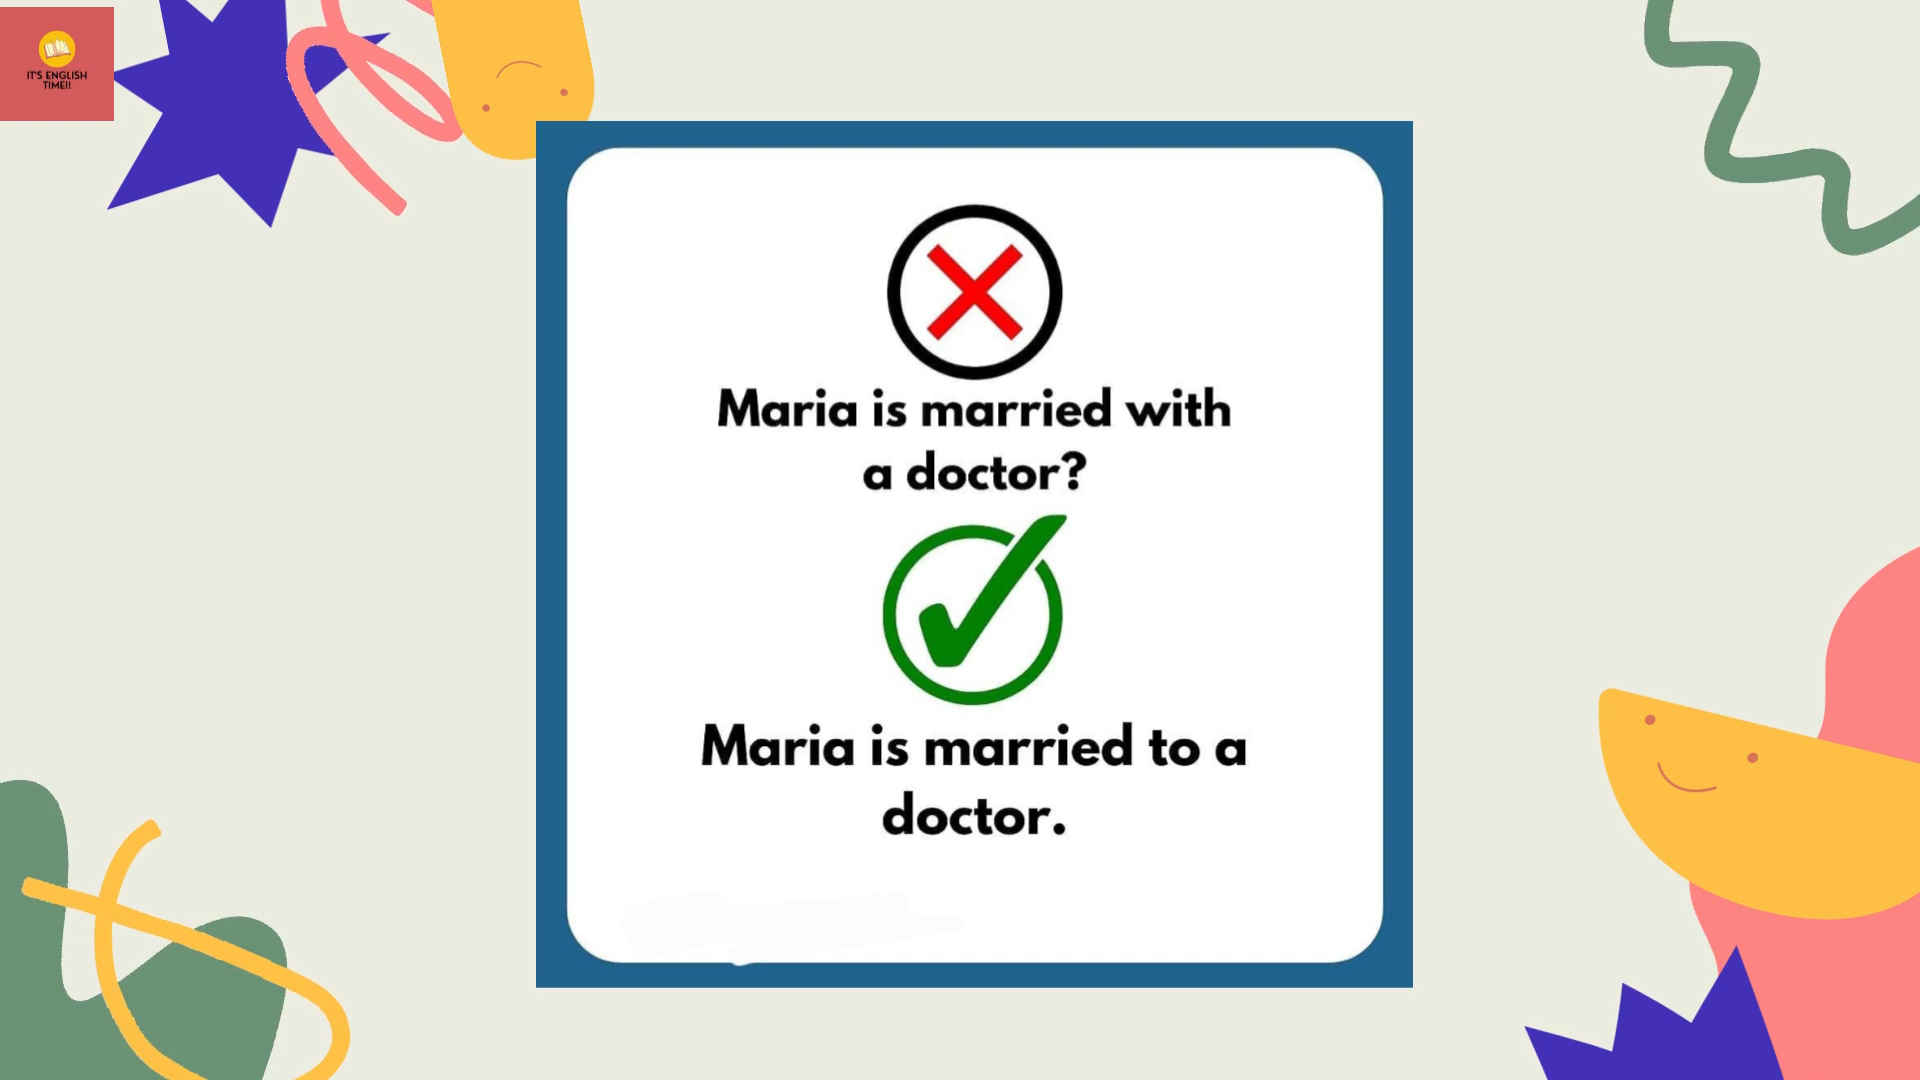 IT'S ENGLISH
TIME!!
Maria is married with
a doctor?
Maria is married to a
doctor.